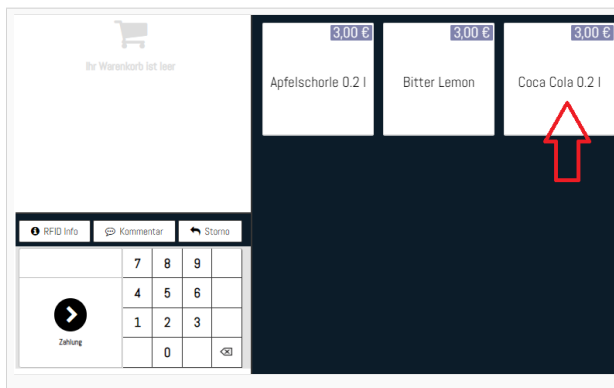 Ihr Warenkorb ist leer
RFID Info
Kommentar
Storno
7 8 9
4 5 6
1 2 3
0
Zahlung
3,00 €
Apfelschorle 0.2 l
3,00 €
Bitter Lemon
3,00 €
Coca Cola 0.2 l